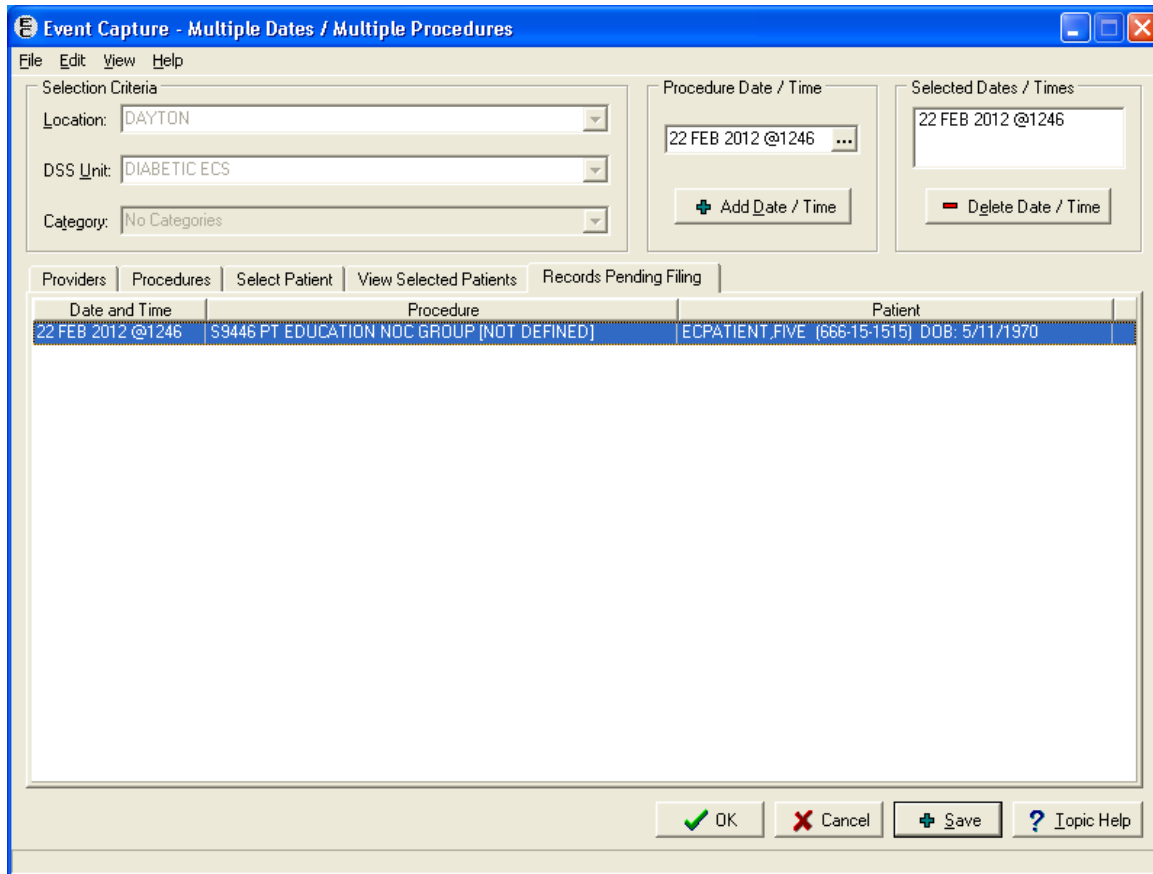 Event Capture - Multiple Dates / Multiple Procedures
File Edit View Help
Selection Criteria
Location: DAYTON
DSS Unit: DIABETIC ECS
Category: No Categories
Procedure Date / Time
22 FEB 2012 @1246 ...
Add Date / Time
Selected Dates / Times
22 FEB 2012 @1246
Delete Date / Time
Providers Procedures Select Patient View Selected Patients Records Pending Filing
Date and Time Procedure Patient
22 FEB 2012 @1246 S9446 PT EDUCATION NOC GROUP [NOT DEFINED] ECPATIENT,FIVE (666-15-1515) DOB: 5/11/1970
OK Cancel Save ? Topic Help